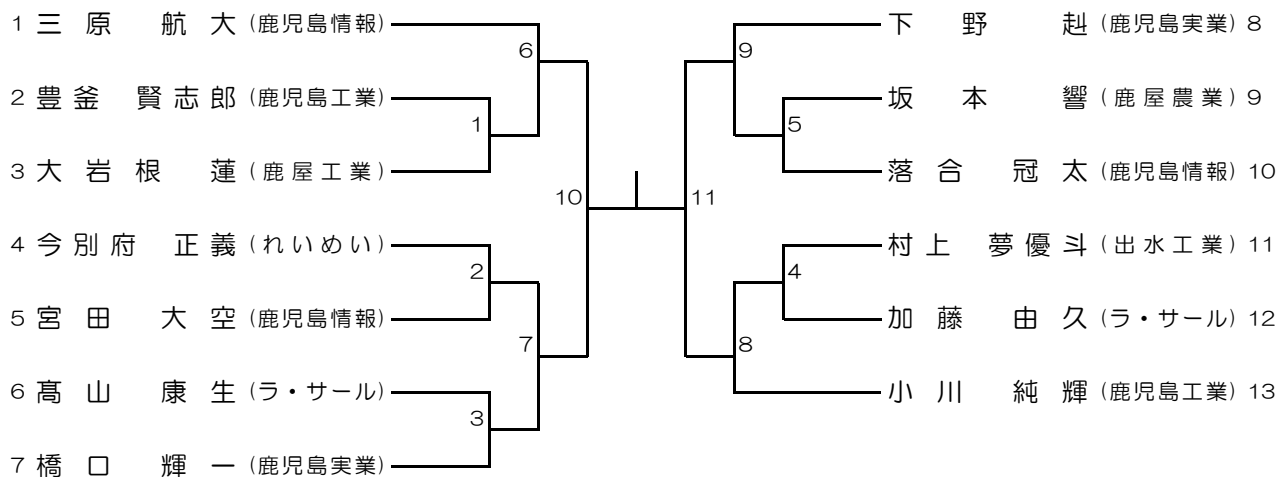 1 三原 航大 (鹿児島情報)
6
2 豊釜 賢志郎 (鹿児島工業)
1
3 大岩根 蓮 (鹿屋工業)
10
4 今別府 正義 (れいめい)
2
5 宮田 大空 (鹿児島情報)
7
6 髙山 康生 (ラ・サール)
3
7 橋口 輝一 (鹿児島実業)
下野 赳 (鹿児島実業) 8
9
坂本 響 (鹿屋農業) 9
5
落合 冠太 (鹿児島情報) 10
11
村上 夢優斗 (出水工業) 11
4
加藤 由久 (ラ・サール) 12
8
小川 純輝 (鹿児島工業) 13